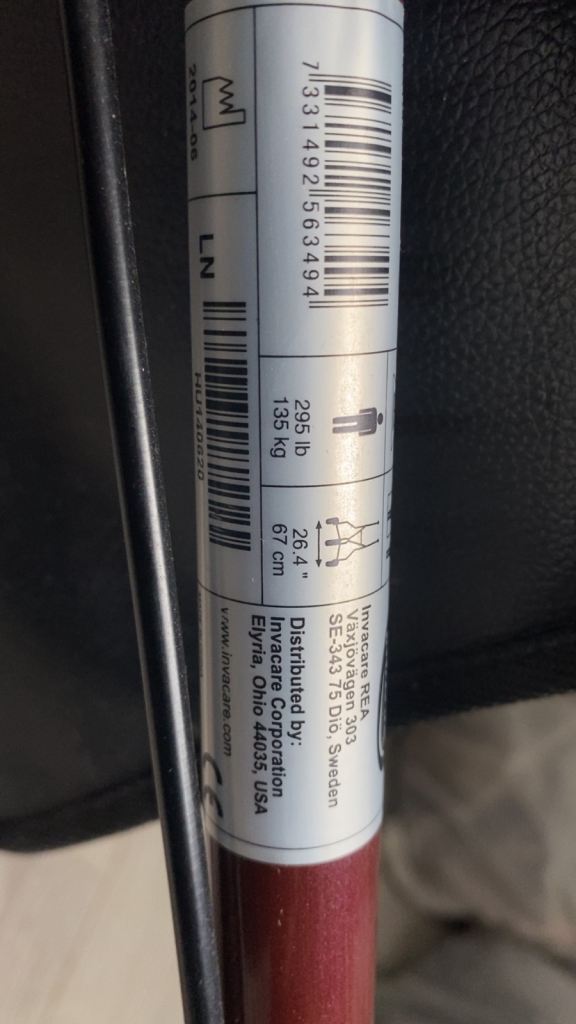 7 331492 563494
295 lb
135 kg
26.4 "
67 cm
Invacare REA
Växjövägen 303
SE-343 75 Diö, Sweden
Distributed by:
Invacare Corporation
Elyria, Ohio 44035, USA
2014-06
LN
HU140620
www.invacare.com
CE